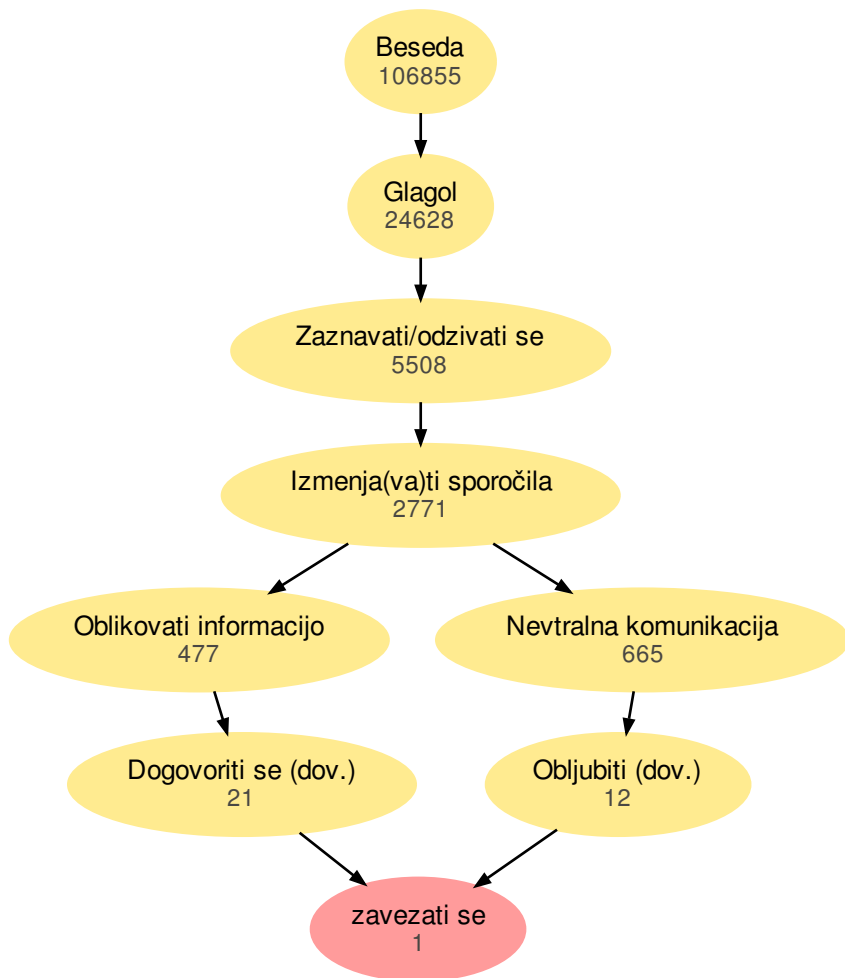 Beseda
106855
Glagol
24628
Zaznavati/odzivati se
5508
Izmenja(va)ti sporočila
2771
Oblikovati informacijo
477
Nevtralna komunikacija
665
Dogovoriti se (dov.)
21
Obljubiti (dov.)
12
zavezati se
1